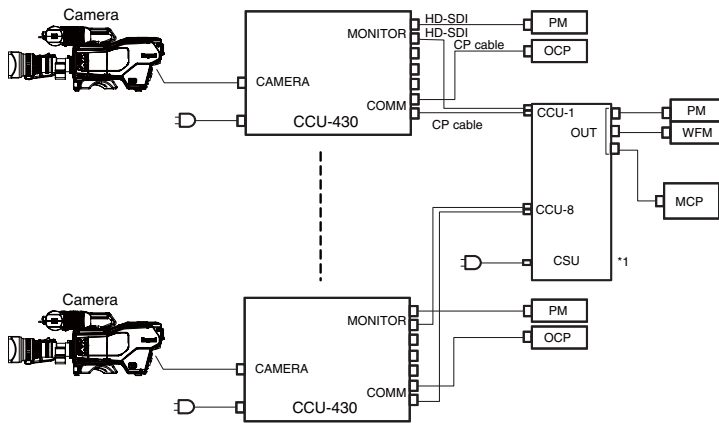 Camera
HD-SDI
PM
MONITOR
HD-SDI
CP cable
OCP
CAMERA
COMM
CCU-430
CP cable
CCU-1
OUT
PM
WFM
MCP
CCU-8
CSU
*1
Camera
MONITOR
PM
OCP
CAMERA
COMM
CCU-430